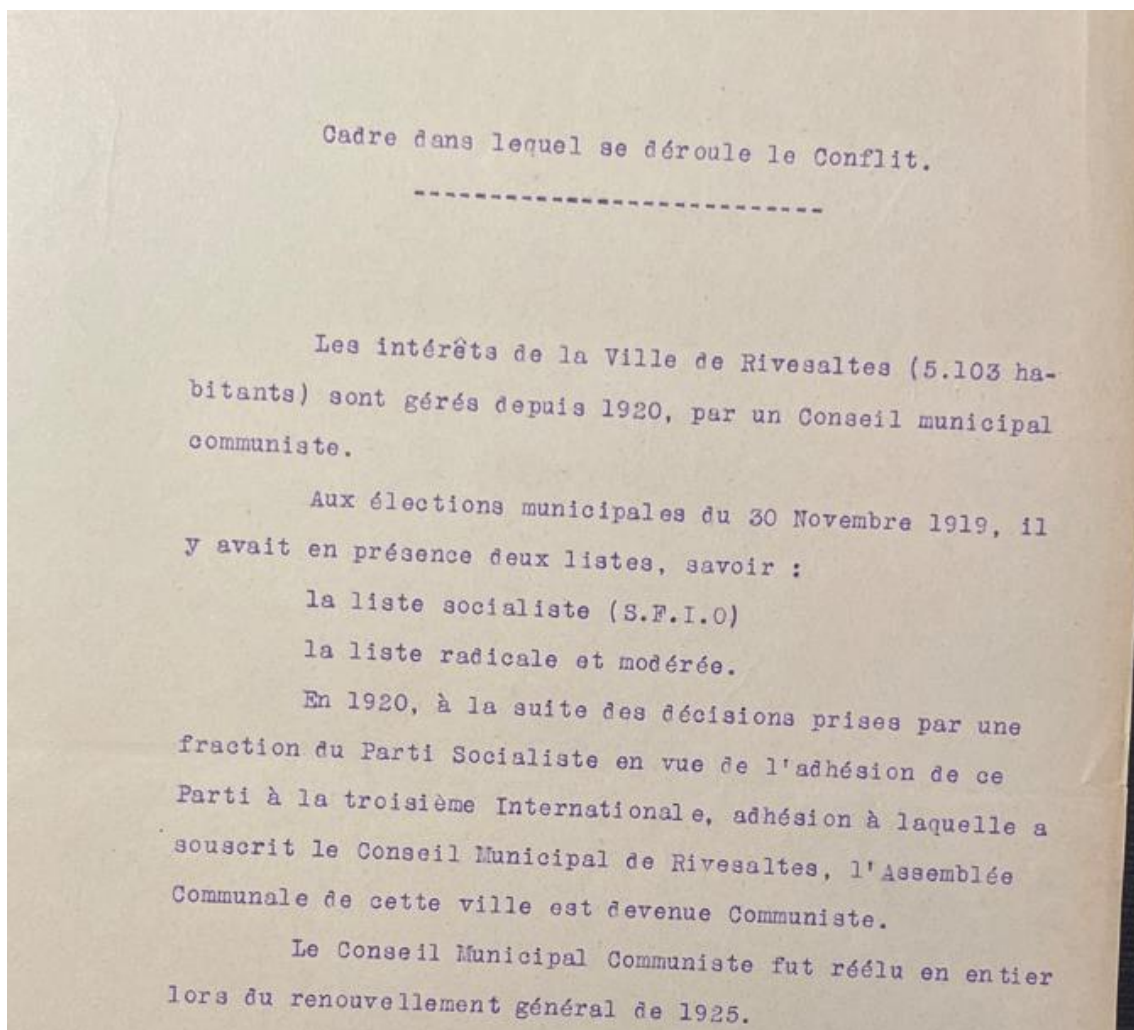 Cadre dans lequel se déroule le Conflit.
---------------------------
Les intérêts de la Ville de Rivesaltes (5.103 ha-
bitants) sont gérés depuis 1920, par un Conseil municipal
communiste.
Aux élections municipales du 30 Novembre 1919, il
y avait en présence deux listes, savoir :
la liste socialiste (S.F.I.O)
la liste radicale et modérée.
En 1920, à la suite des décisions prises par une
fraction du Parti Socialiste en vue de l'adhésion de ce
Parti à la troisième Internationale, adhésion à laquelle a
souscrit le Conseil Municipal de Rivesaltes, l'Assemblée
Communale de cette ville est devenue Communiste.
Le Conseil Municipal Communiste fut réélu en entier
lors du renouvellement général de 1925.